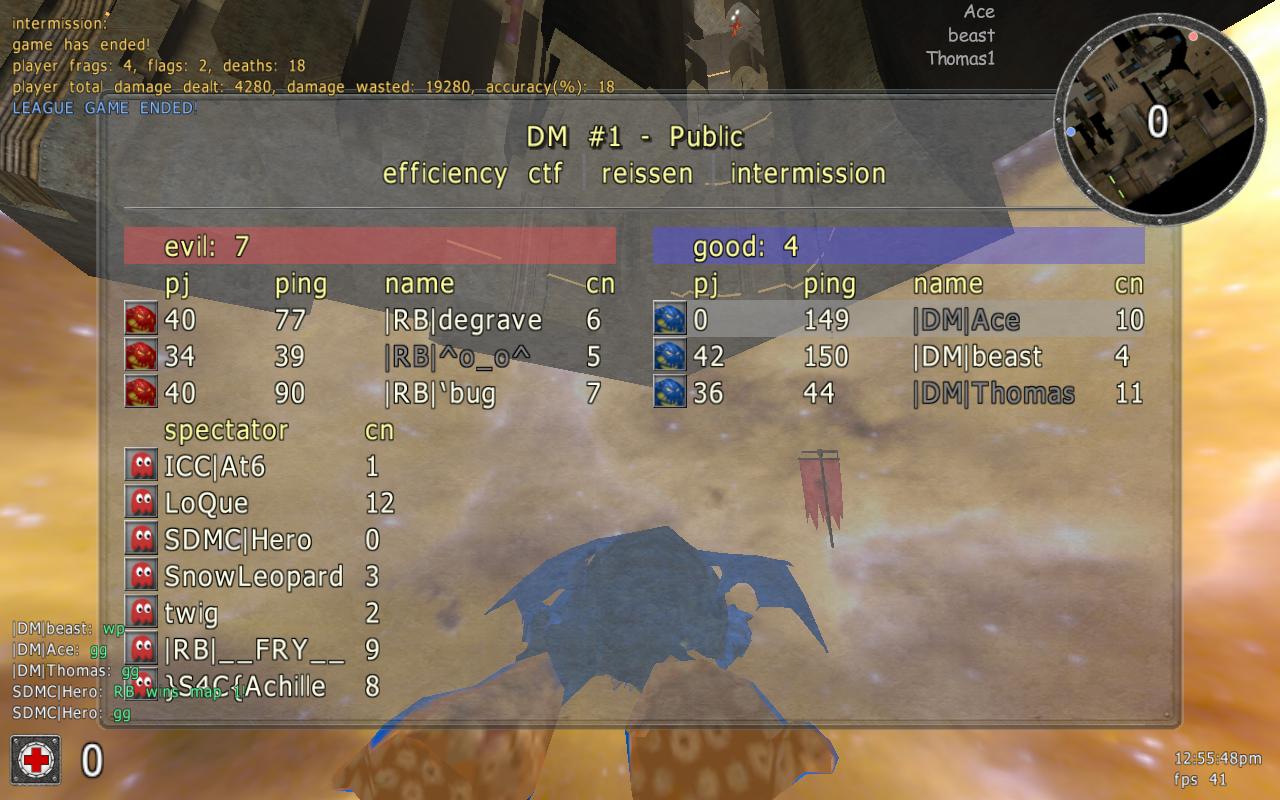 intermission:
game has ended!
player frags: 4, flags: 2, deaths: 18
player total damage dealt: 4280, damage wasted: 19280, accuracy(%): 18
LEAGUE GAME ENDED!
Ace
beast
Thomas1
0
DM #1 - Public
efficiency ctf reissen intermission
evil: 7
pj ping name cn
40 77 |RB|degrave 6
34 39 |RB|^o_o^ 5
40 90 |RB|'bug 7
good: 4
pj ping name cn
0 149 |DM|Ace 10
42 150 |DM|beast 4
36 44 |DM|Thomas 11
spectator cn
ICC|At6 1
LoQue 12
SDMC|Hero 0
SnowLeopard 3
twig 2
|RB|__FRY__ 9
}S4C{Achille 8
|DM|beast: wp
|DM|Ace: gg
|DM|Thomas: gg
SDMC|Hero: RB wins map 1!
SDMC|Hero: gg
0
12:55:48pm
fps 41